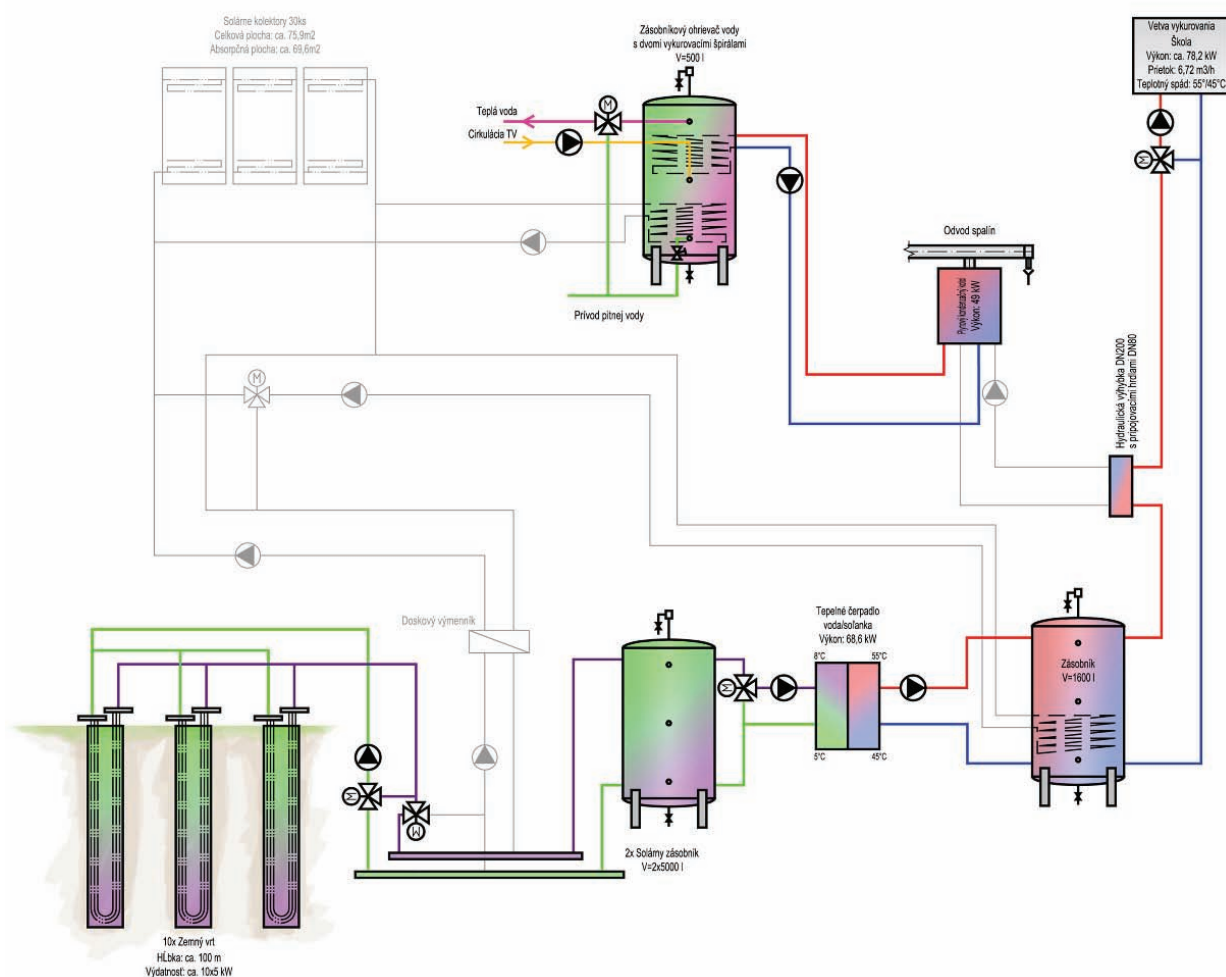 Solárne kolektory 30ks
Celková plocha: ca. 75,9m2
Absorpčná plocha: ca. 69,6m2
Zásobníkový ohrievač vody
s dvomi vykurovacími špirálami
V=500 l
Vetva vykurovania
Škola
Výkon: ca. 78,2 kW
Prietok: 6,72 m3/h
Teplotný spád: 55°/45°C
M
Teplá voda
Cirkulácia TV
M
Odvod spalín
Plynový kondenzačný kotol
Výkon: 49 kW
Prívod pitnej vody
M
Hydraulická výhybka DN200
s pripojovacími hrdlami DN80
Doskový výmenník
Tepelné čerpadlo
voda/soľanka
Výkon: 68,6 kW
8°C
55°C
Zásobník
V=1600 l
M
5°C
45°C
M
M
2x Solárny zásobník
V=2x5000 l
10x Zemný vrt
Hĺbka: ca. 100 m
Výdatnosť: ca. 10x5 kW